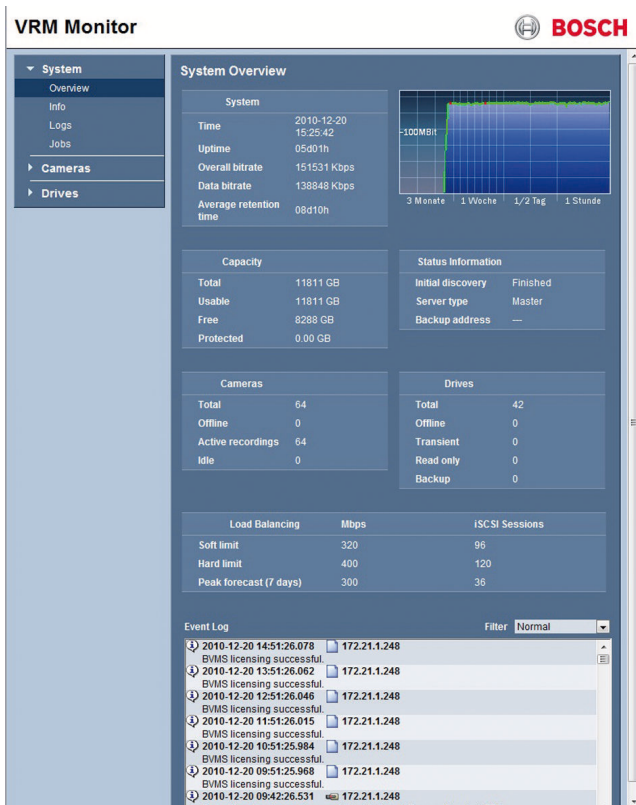 VRM Monitor
BOSCH
System
Overview
Info
Logs
Jobs
Cameras
Drives
System Overview
System
Time 2010-12-20
15:25:42
Uptime 05d01h
Overall bitrate 151531 Kbps
Data bitrate 138848 Kbps
Average retention
time 08d10h
~100MBit
3 Monate 1 Woche 1/2 Tag 1 Stunde
Capacity
Total 11811 GB
Usable 11811 GB
Free 8288 GB
Protected 0.00 GB
Status Information
Initial discovery Finished
Server type Master
Backup address ---
Cameras
Total 64
Offline 0
Active recordings 64
Idle 0
Drives
Total 42
Offline 0
Transient 0
Read only 0
Backup 0
Load Balancing Mbps iSCSI Sessions
Soft limit 320 96
Hard limit 400 120
Peak forecast (7 days) 300 36
Event Log Filter Normal
2010-12-20 14:51:26.078 172.21.1.248
BVMS licensing successful.
2010-12-20 13:51:26.062 172.21.1.248
BVMS licensing successful.
2010-12-20 12:51:26.046 172.21.1.248
BVMS licensing successful.
2010-12-20 11:51:26.015 172.21.1.248
BVMS licensing successful.
2010-12-20 10:51:25.984 172.21.1.248
BVMS licensing successful.
2010-12-20 09:51:25.968 172.21.1.248
BVMS licensing successful.
2010-12-20 09:42:26.531 172.21.1.248